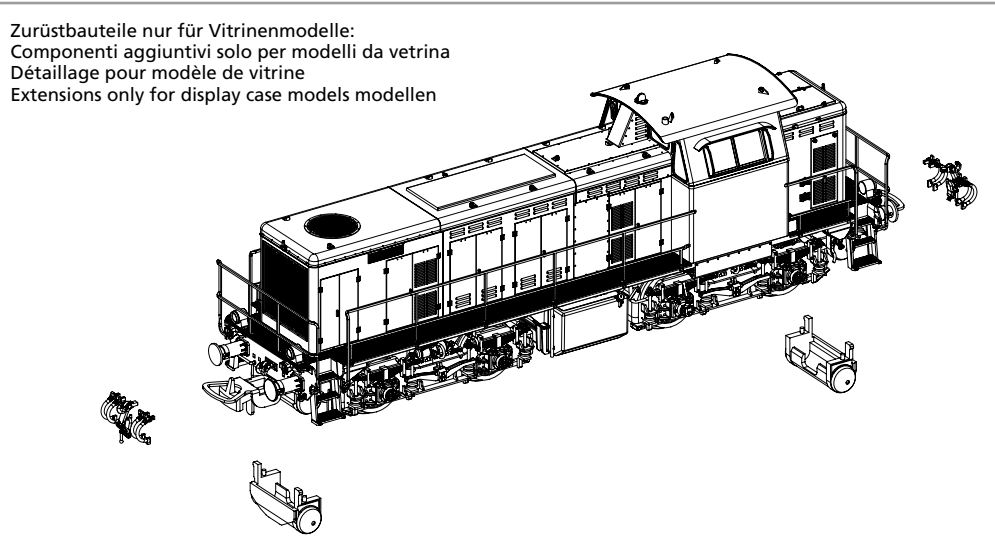 Zurüstbauteile nur für Vitrinenmodelle:
Componenti aggiuntivi solo per modelli da vetrina
Détaillage pour modèle de vitrine
Extensions only for display case models modellen